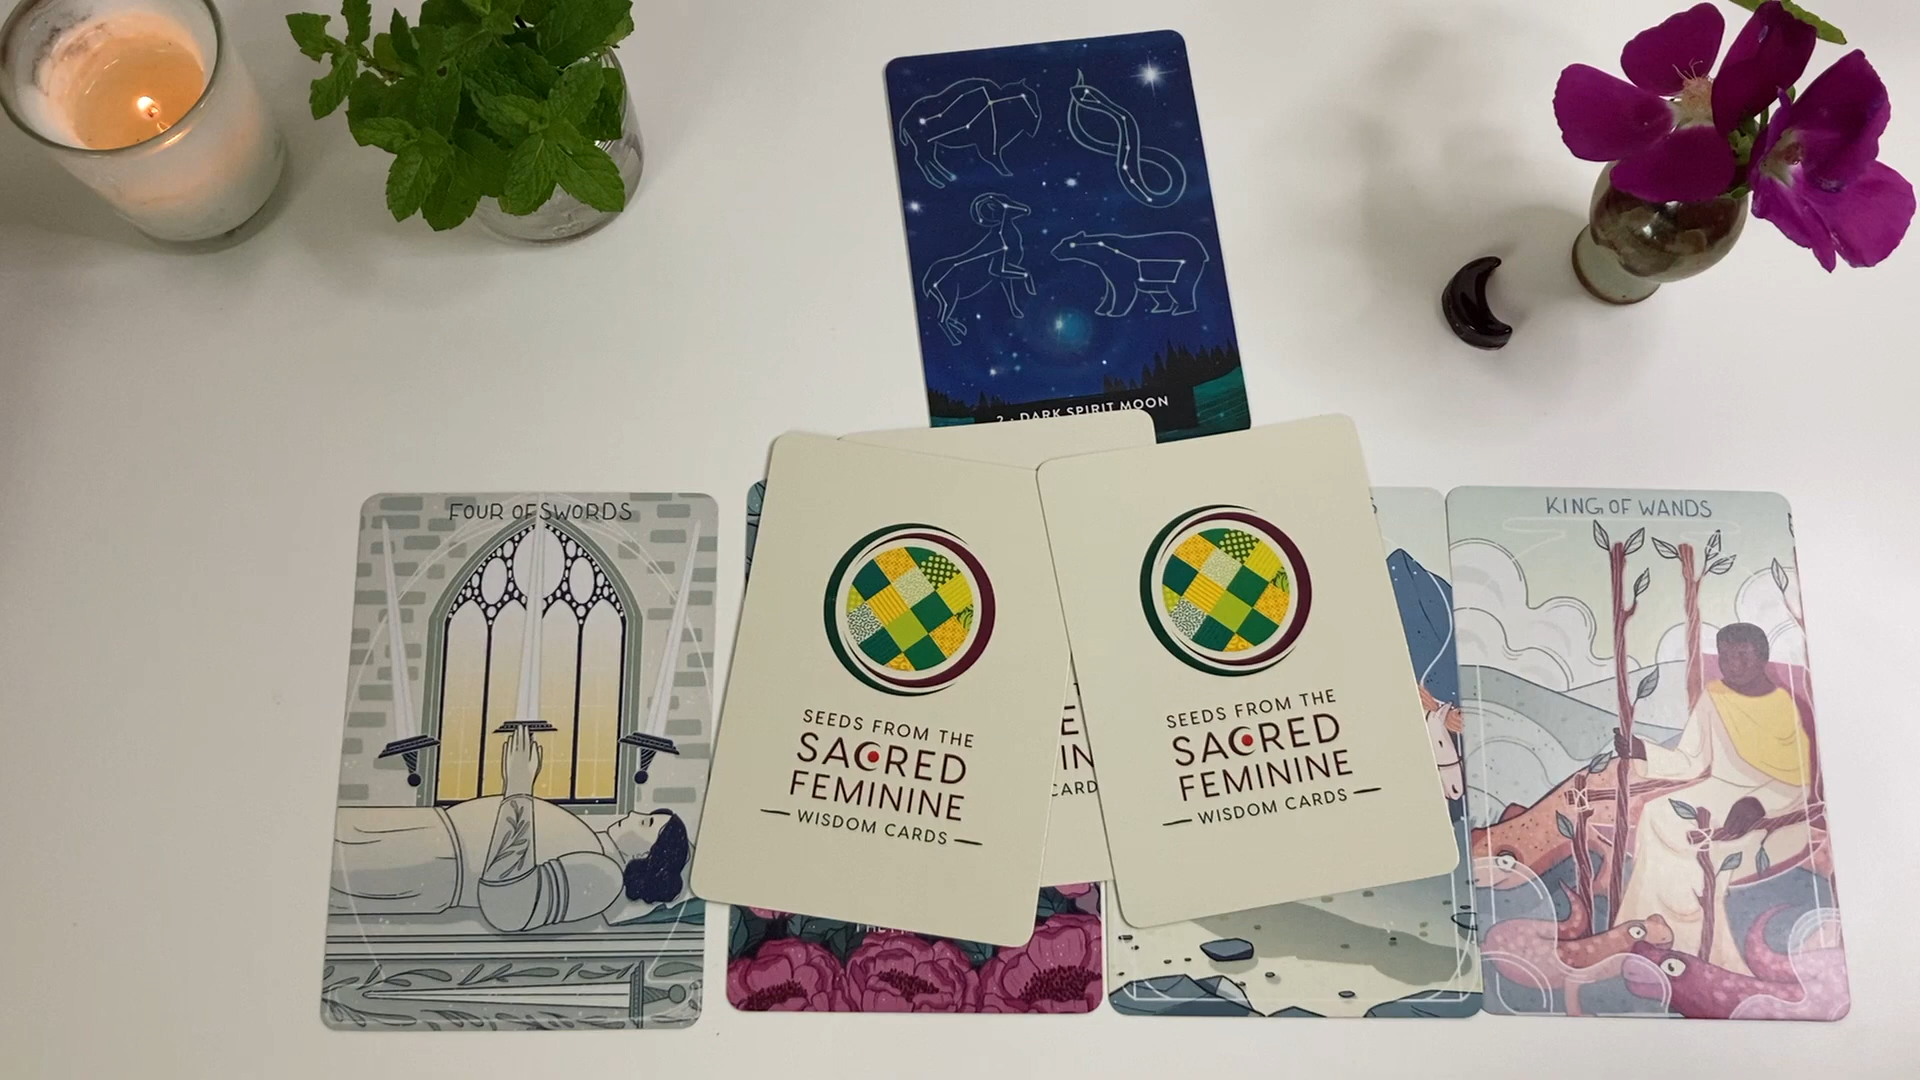 2 · DARK SPIRIT MOON
FOUR OF SWORDS
KING OF WANDS
SEEDS FROM THE
SACRED
FEMININE
WISDOM CARDS
SEEDS FROM THE
SACRED
FEMININE
WISDOM CARDS